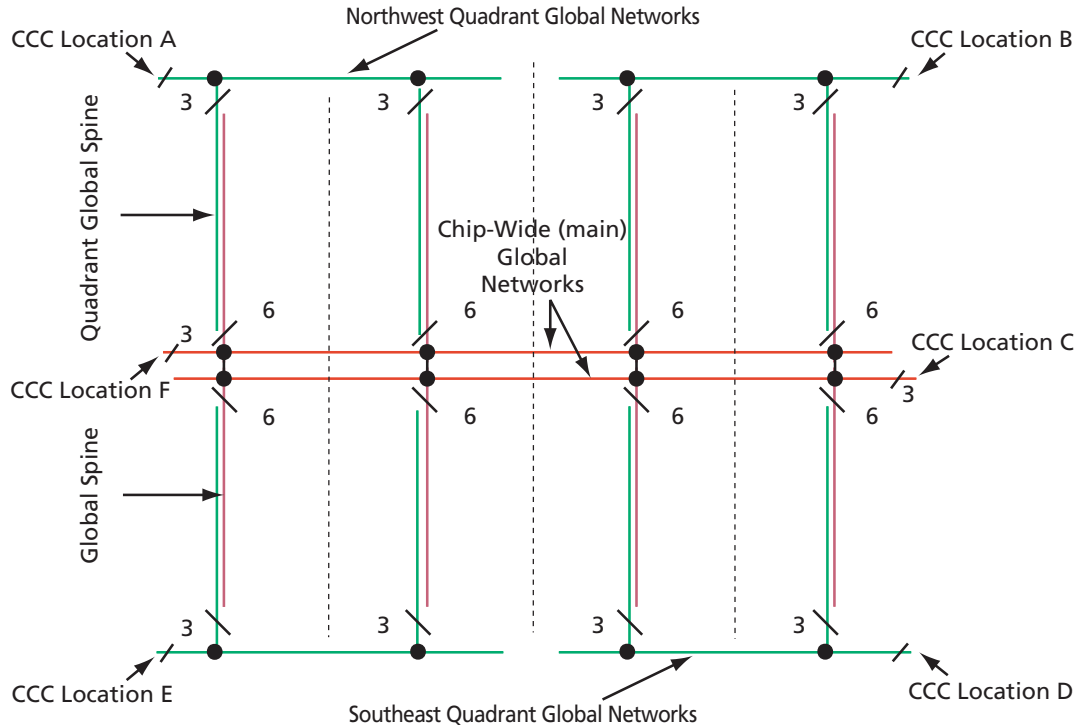 Northwest Quadrant Global Networks
CCC Location A
CCC Location B
3
3
3
3
Quadrant Global Spine
Chip-Wide (main)
Global
Networks
6
6
6
6
3
CCC Location C
CCC Location F
3
6
6
6
6
Global Spine
3
3
3
3
CCC Location E
CCC Location D
Southeast Quadrant Global Networks